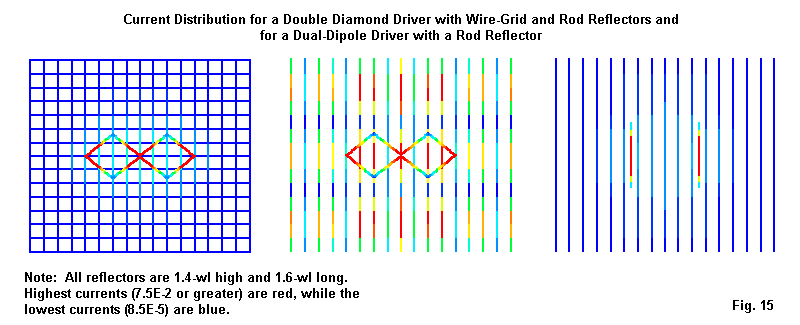 Current Distribution for a Double Diamond Driver with Wire-Grid and Rod Reflectors and
for a Dual-Dipole Driver with a Rod Reflector
Note:  All reflectors are 1.4-wl high and 1.6-wl long.
Highest currents (7.5E-2 or greater) are red, while the
lowest currents (8.5E-5) are blue.
Fig. 15